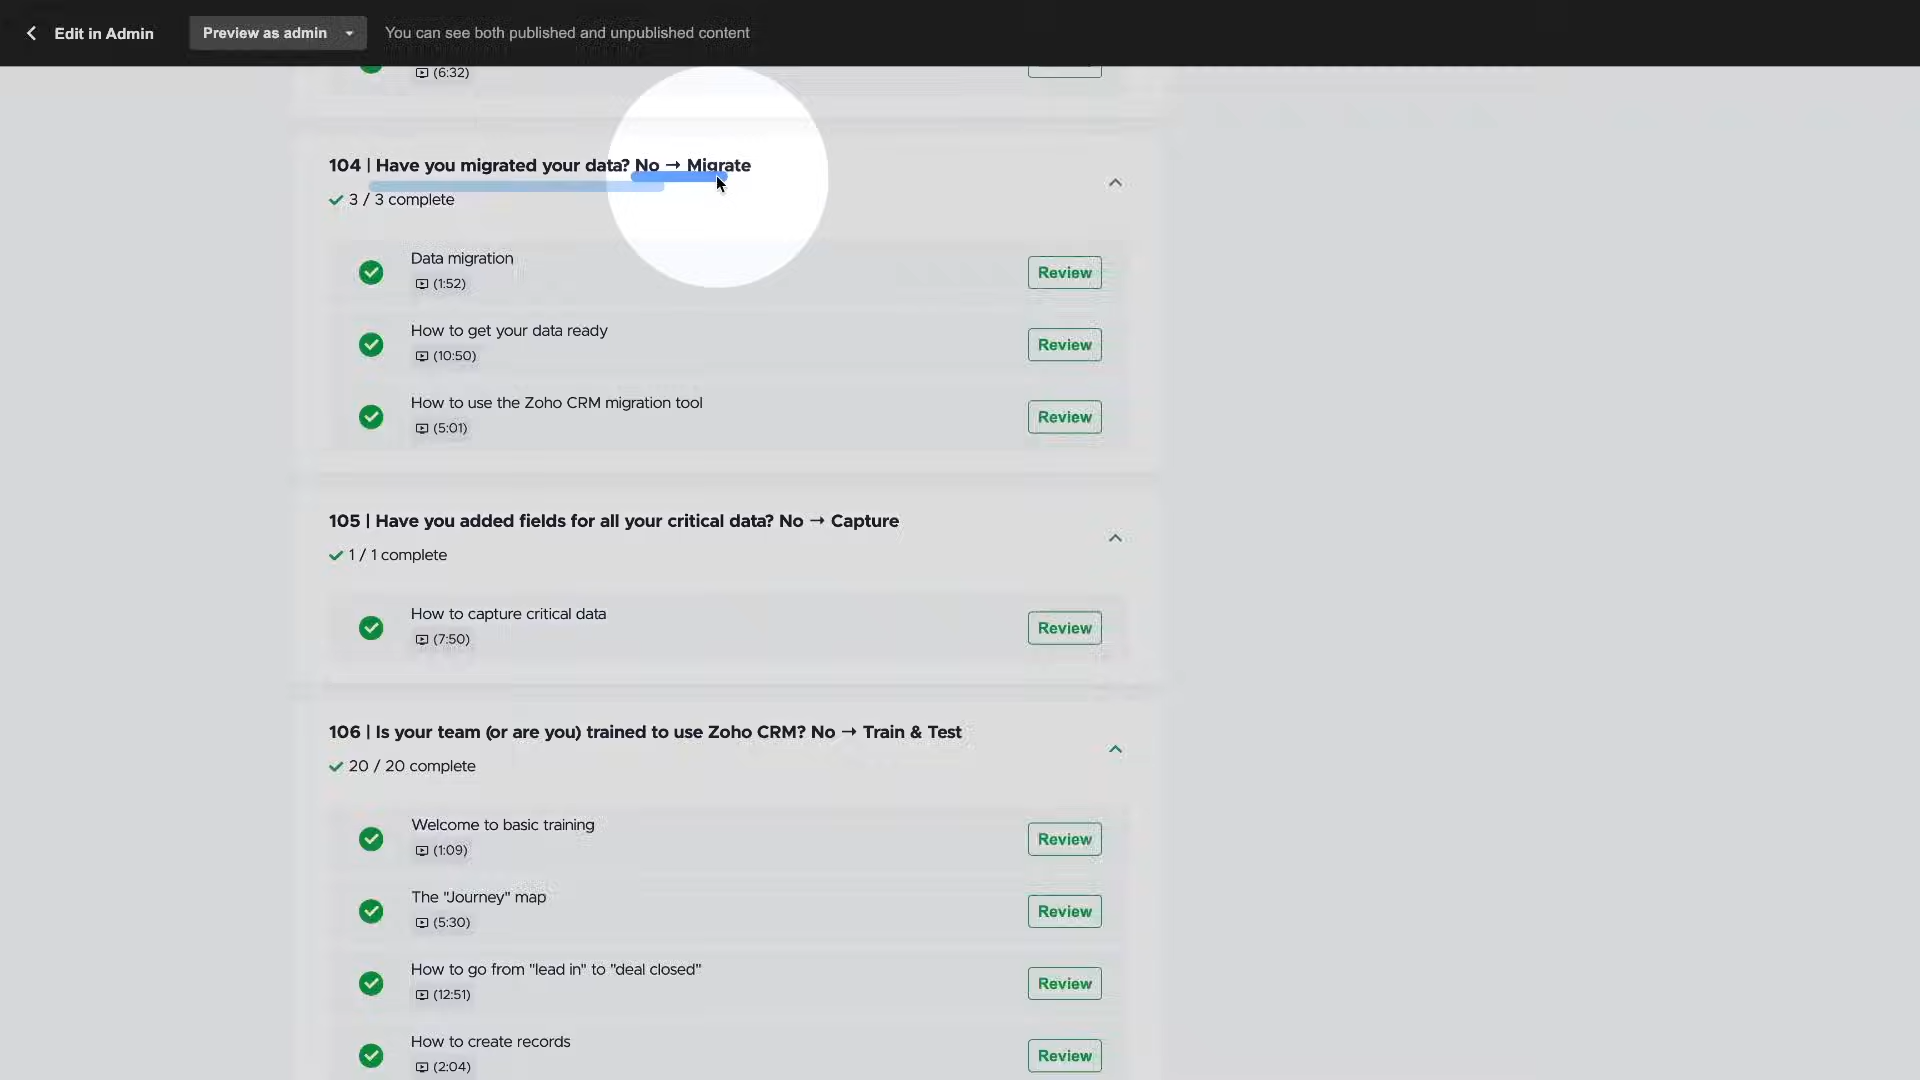 Edit in Admin
Preview as admin
You can see both published and unpublished content
(6:32)
104 | Have you migrated your data? No → Migrate
3 / 3 complete
Data migration
(1:52)
Review
How to get your data ready
(10:50)
Review
How to use the Zoho CRM migration tool
(5:01)
Review
105 | Have you added fields for all your critical data? No → Capture
1 / 1 complete
How to capture critical data
(7:50)
Review
106 | Is your team (or are you) trained to use Zoho CRM? No → Train & Test
20 / 20 complete
Welcome to basic training
(1:09)
Review
The "Journey" map
(5:30)
Review
How to go from "lead in" to "deal closed"
(12:51)
Review
How to create records
(2:04)
Review